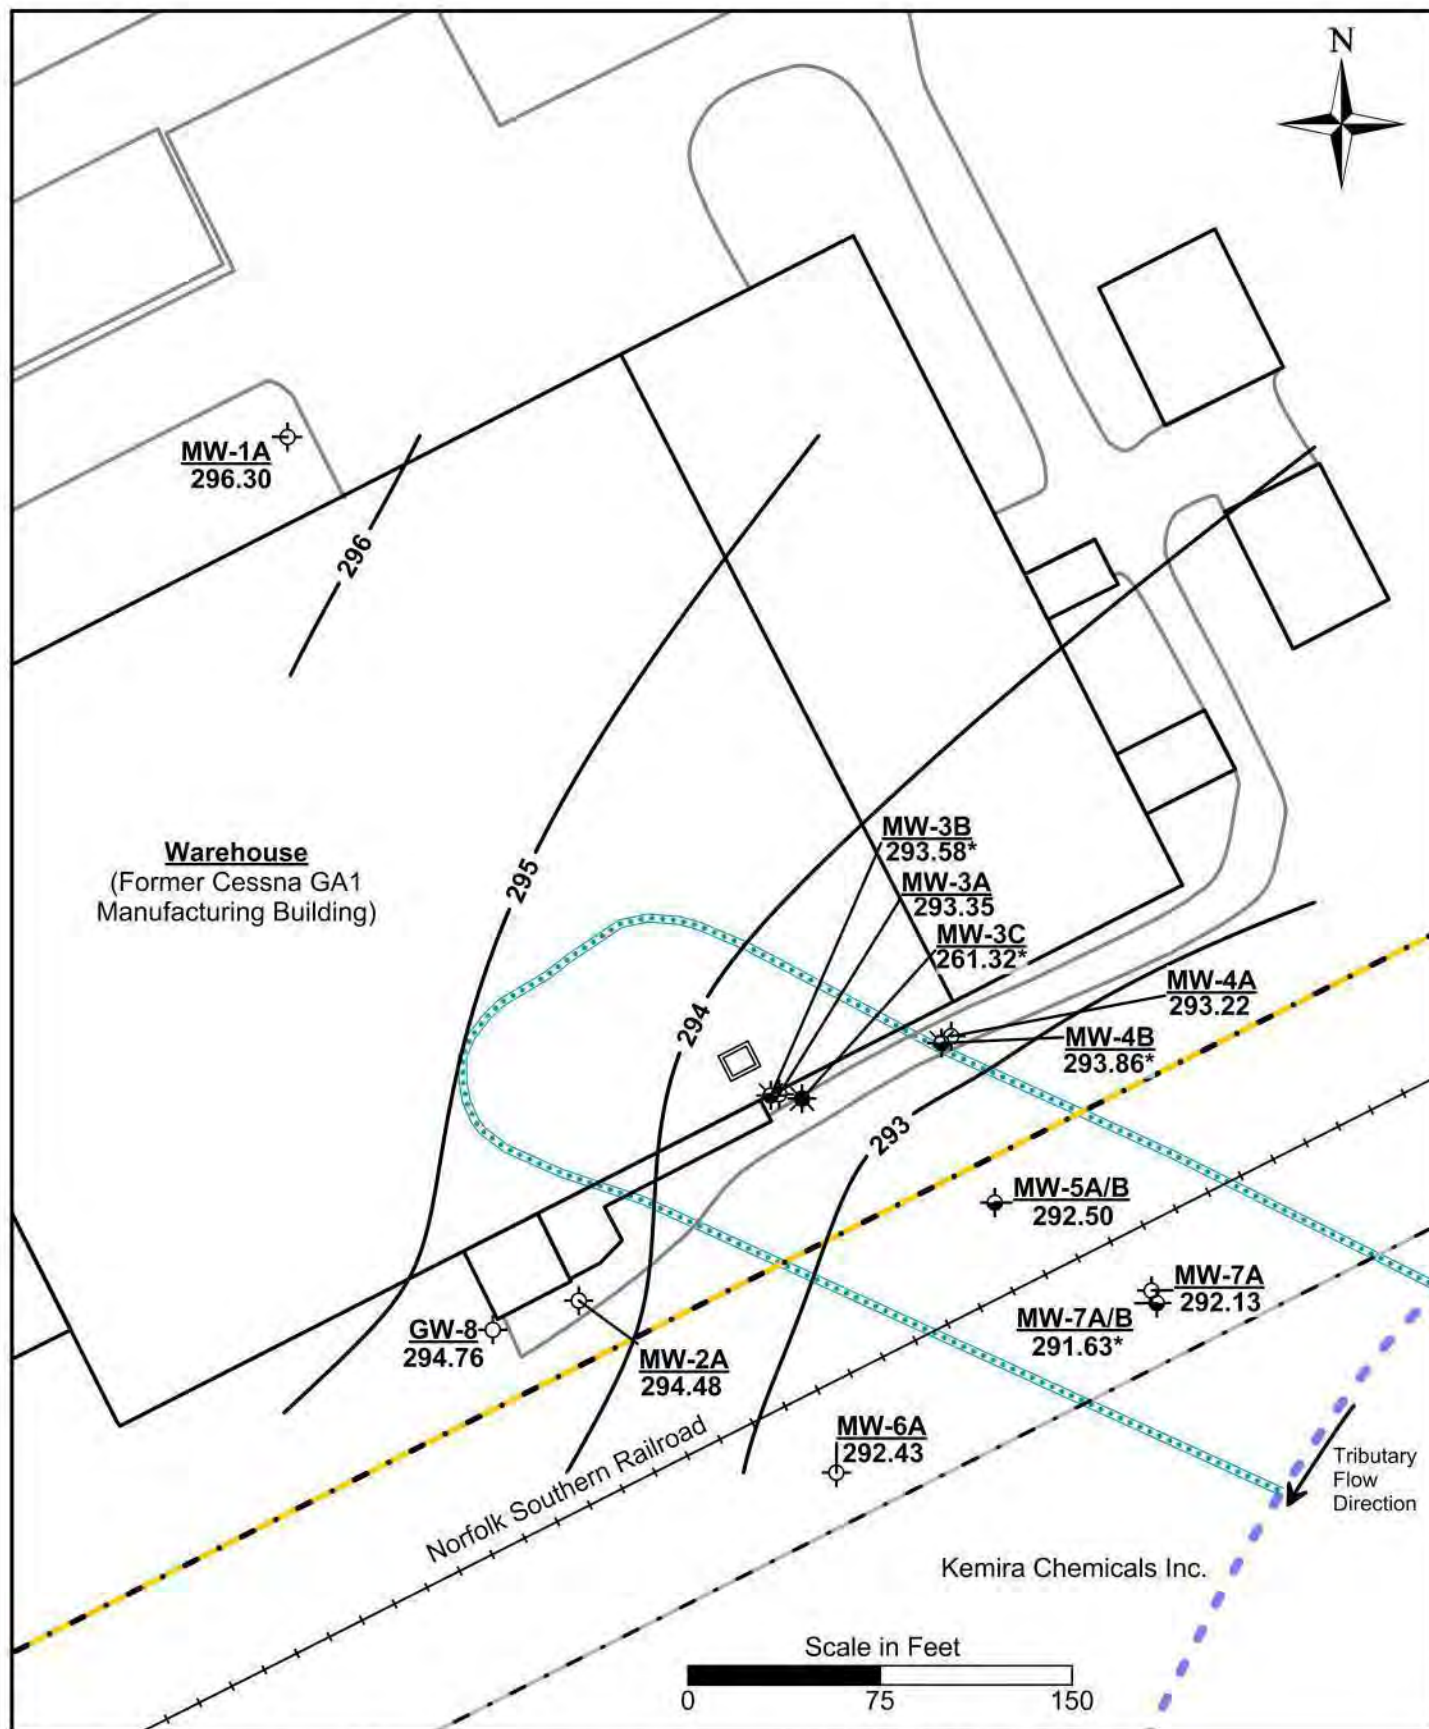 N
MW-1A
296.30
296
Warehouse
(Former Cessna GA1
Manufacturing Building)
295
MW-3B
293.58*
MW-3A
293.35
MW-3C
261.32*
MW-4A
293.22
MW-4B
293.86*
294
293
MW-5A/B
292.50
MW-7A
292.13
MW-7A/B
291.63*
GW-8
294.76
MW-2A
294.48
MW-6A
292.43
Norfolk Southern Railroad
Tributary
Flow
Direction
Kemira Chemicals Inc.
Scale in Feet
0 75 150